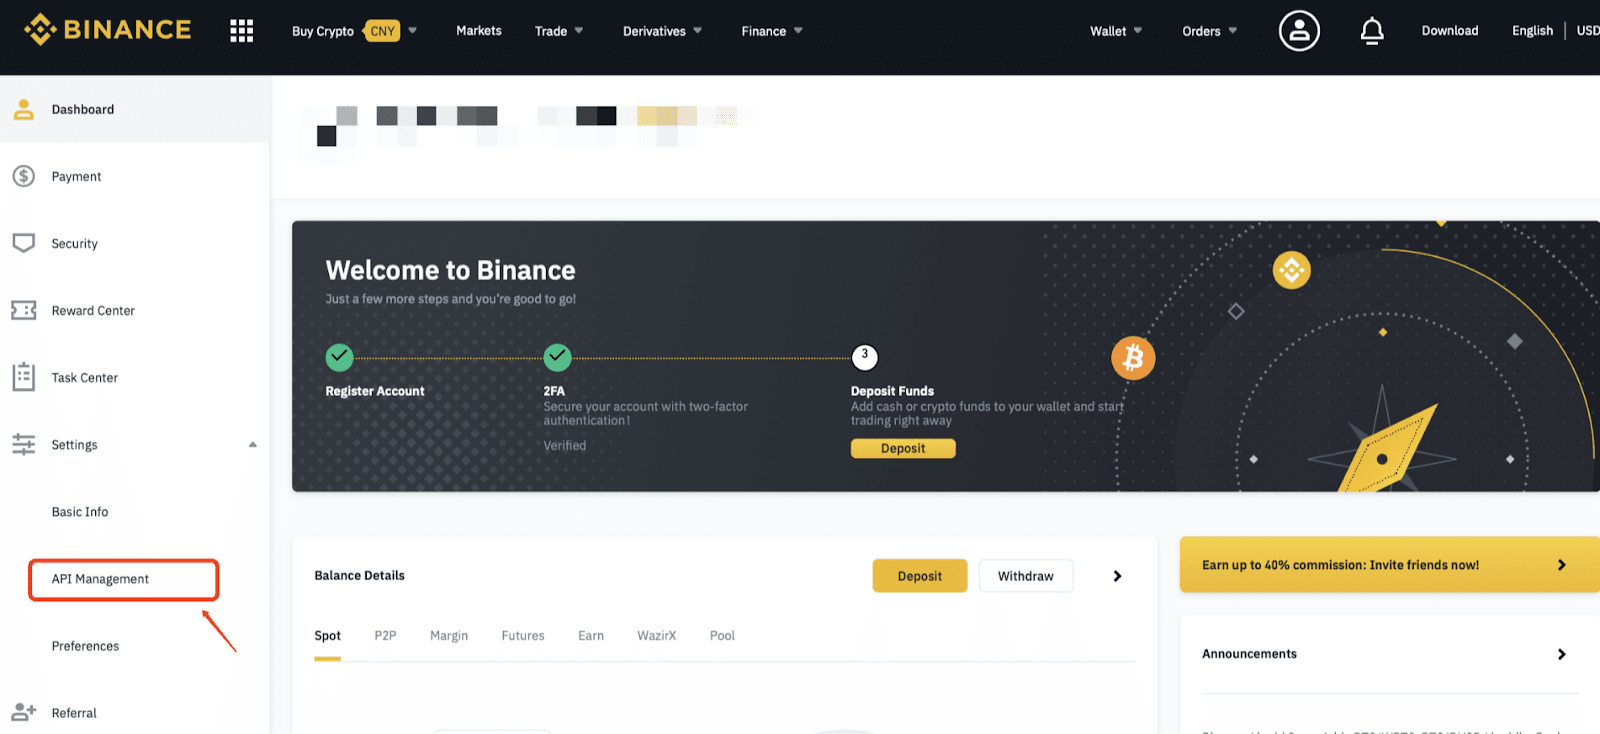 BINANCE
Buy Crypto CNY
Markets
Trade
Derivatives
Finance
Wallet
Orders
Download
English
USD
Dashboard
Payment
Security
Reward Center
Task Center
Settings
Basic Info
API Management
Preferences
Referral
Welcome to Binance
Just a few more steps and you're good to go!
3
Register Account
2FA
Secure your account with two-factor
authentication!
Verified
Deposit Funds
Add cash or crypto funds to your wallet and start
trading right away
Deposit
Balance Details
Deposit
Withdraw
Spot
P2P
Margin
Futures
Earn
WazirX
Pool
Earn up to 40% commission: Invite friends now!
Announcements